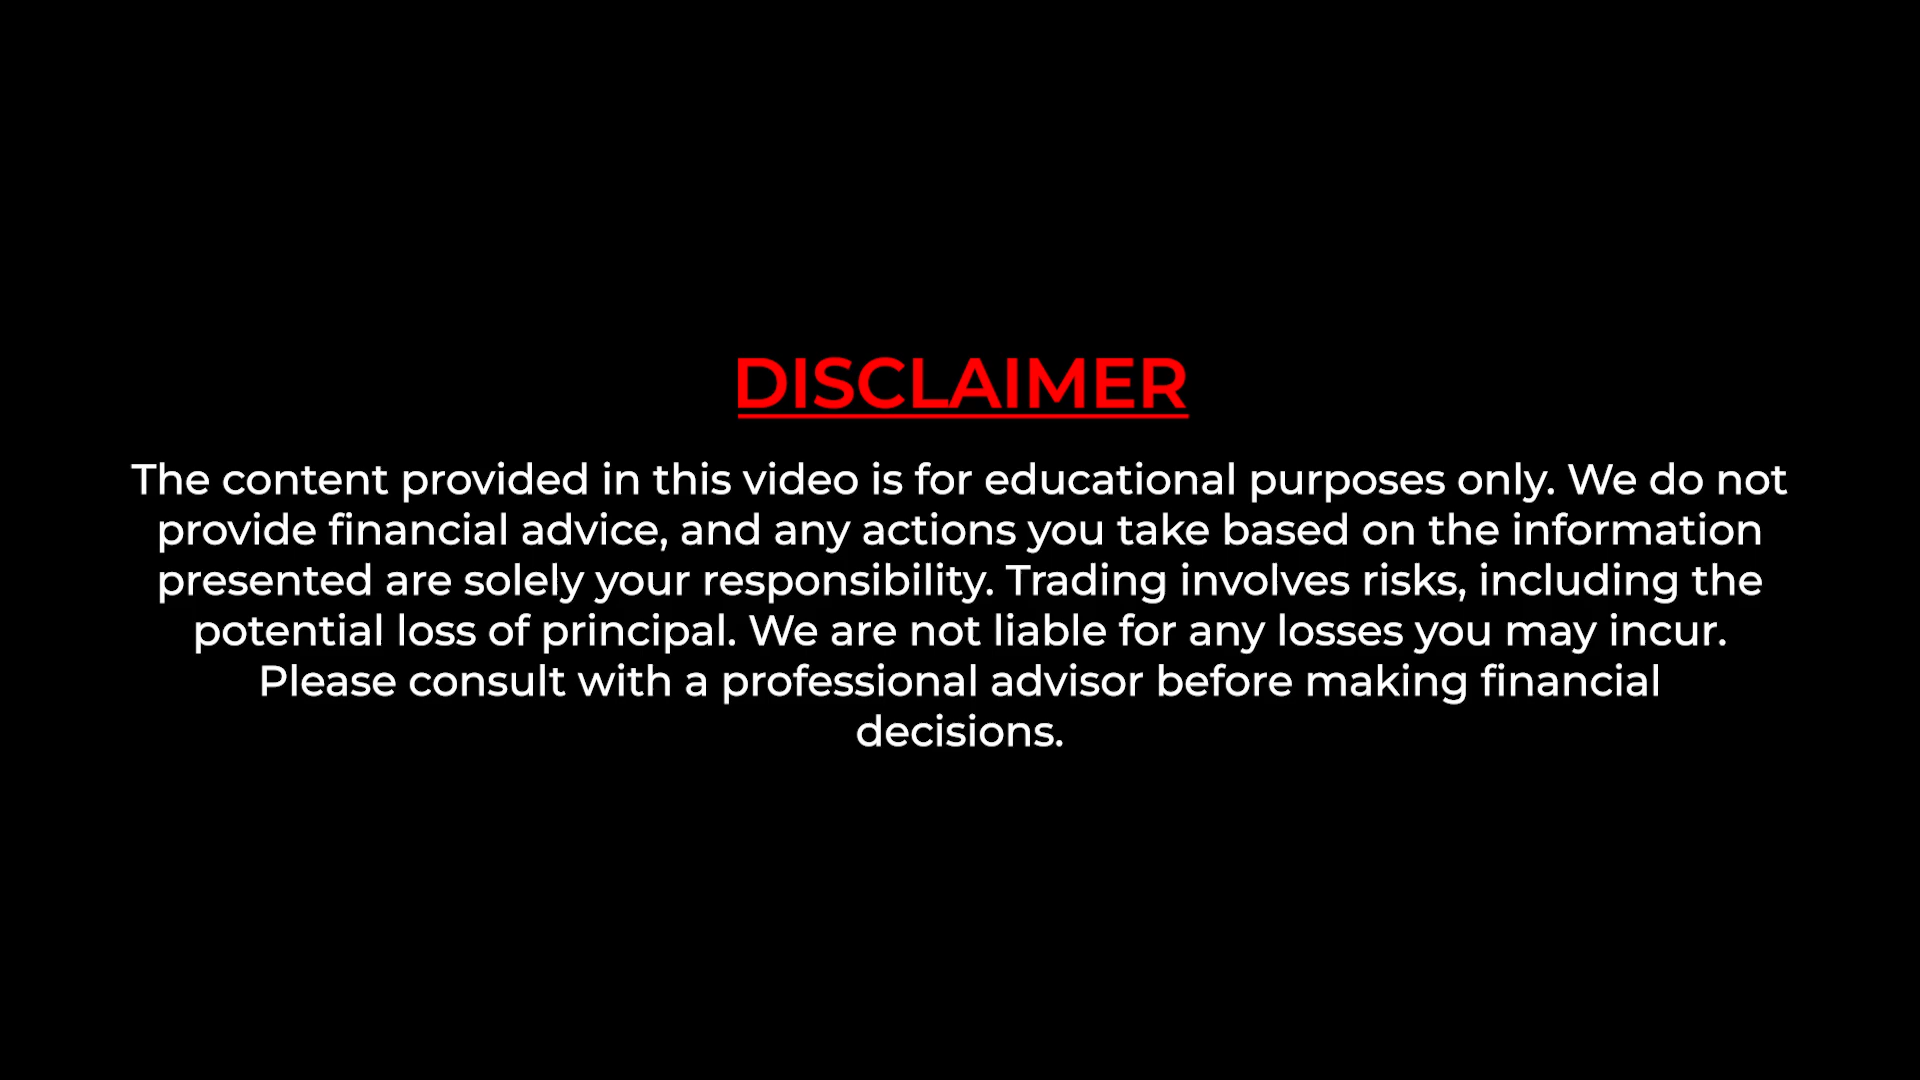 DISCLAIMER
The content provided in this video is for educational purposes only. We do not
provide financial advice, and any actions you take based on the information
presented are solely your responsibility. Trading involves risks, including the
potential loss of principal. We are not liable for any losses you may incur.
Please consult with a professional advisor before making financial
decisions.